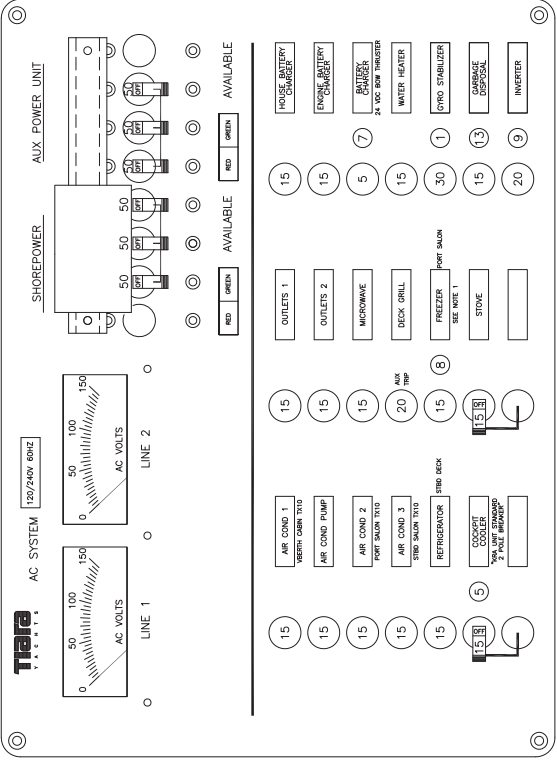 Tiara
YACHTS
AC SYSTEM
120/240V 60HZ
0 50 100 150
AC VOLTS
LINE 1
0 50 100 150
AC VOLTS
LINE 2
SHOREPOWER
50 50 50
OFF OFF OFF
RED GREEN
AVAILABLE
AUX POWER UNIT
50 50 50
OFF OFF OFF
RED GREEN
AVAILABLE
15 AIR COND 1
VBERTH CABIN TX10
15 AIR COND PUMP
15 AIR COND 2
PORT SALON TX10
15 AIR COND 3
STBD SALON TX10
15 REFRIGERATOR
STBD DECK
15 OFF 5 COCKPIT
COOLER
"KIRA UNIT STANDARD
2 POLE BREAKER"
15 OUTLETS 1
15 OUTLETS 2
15 MICROWAVE
20 DECK GRILL
AUX
TRIP
15 8 FREEZER
PORT SALON
SEE NOTE 1
15 OFF STOVE
15 HOUSE BATTERY
CHARGER
15 ENGINE BATTERY
CHARGER
5 7 BATTERY
CHARGER
24 VDC BOW THRUSTER
15 WATER HEATER
30 1 GYRO STABILIZER
15 13 GARBAGE
DISPOSAL
20 9 INVERTER